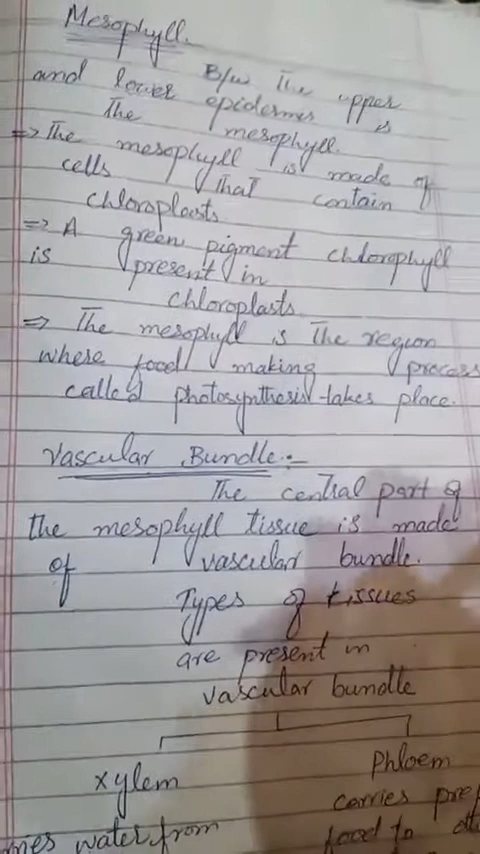 Mesophyll.
B/w The upper
and lower epidermis is
The mesophyll.
⇒ The mesophyll is made of
cells that contain
chloroplasts
⇒ A green pigment chlorophyll
is present in
chloroplasts.
⇒ The mesophyll is The region
where food making process
called photosynthesis takes place.
Vascular Bundle:-
The central part of
the mesophyll tissue is made
of vascular bundle.
Types of tissues
are present in
vascular bundle
xylem
Phloem
carries
water from
food to